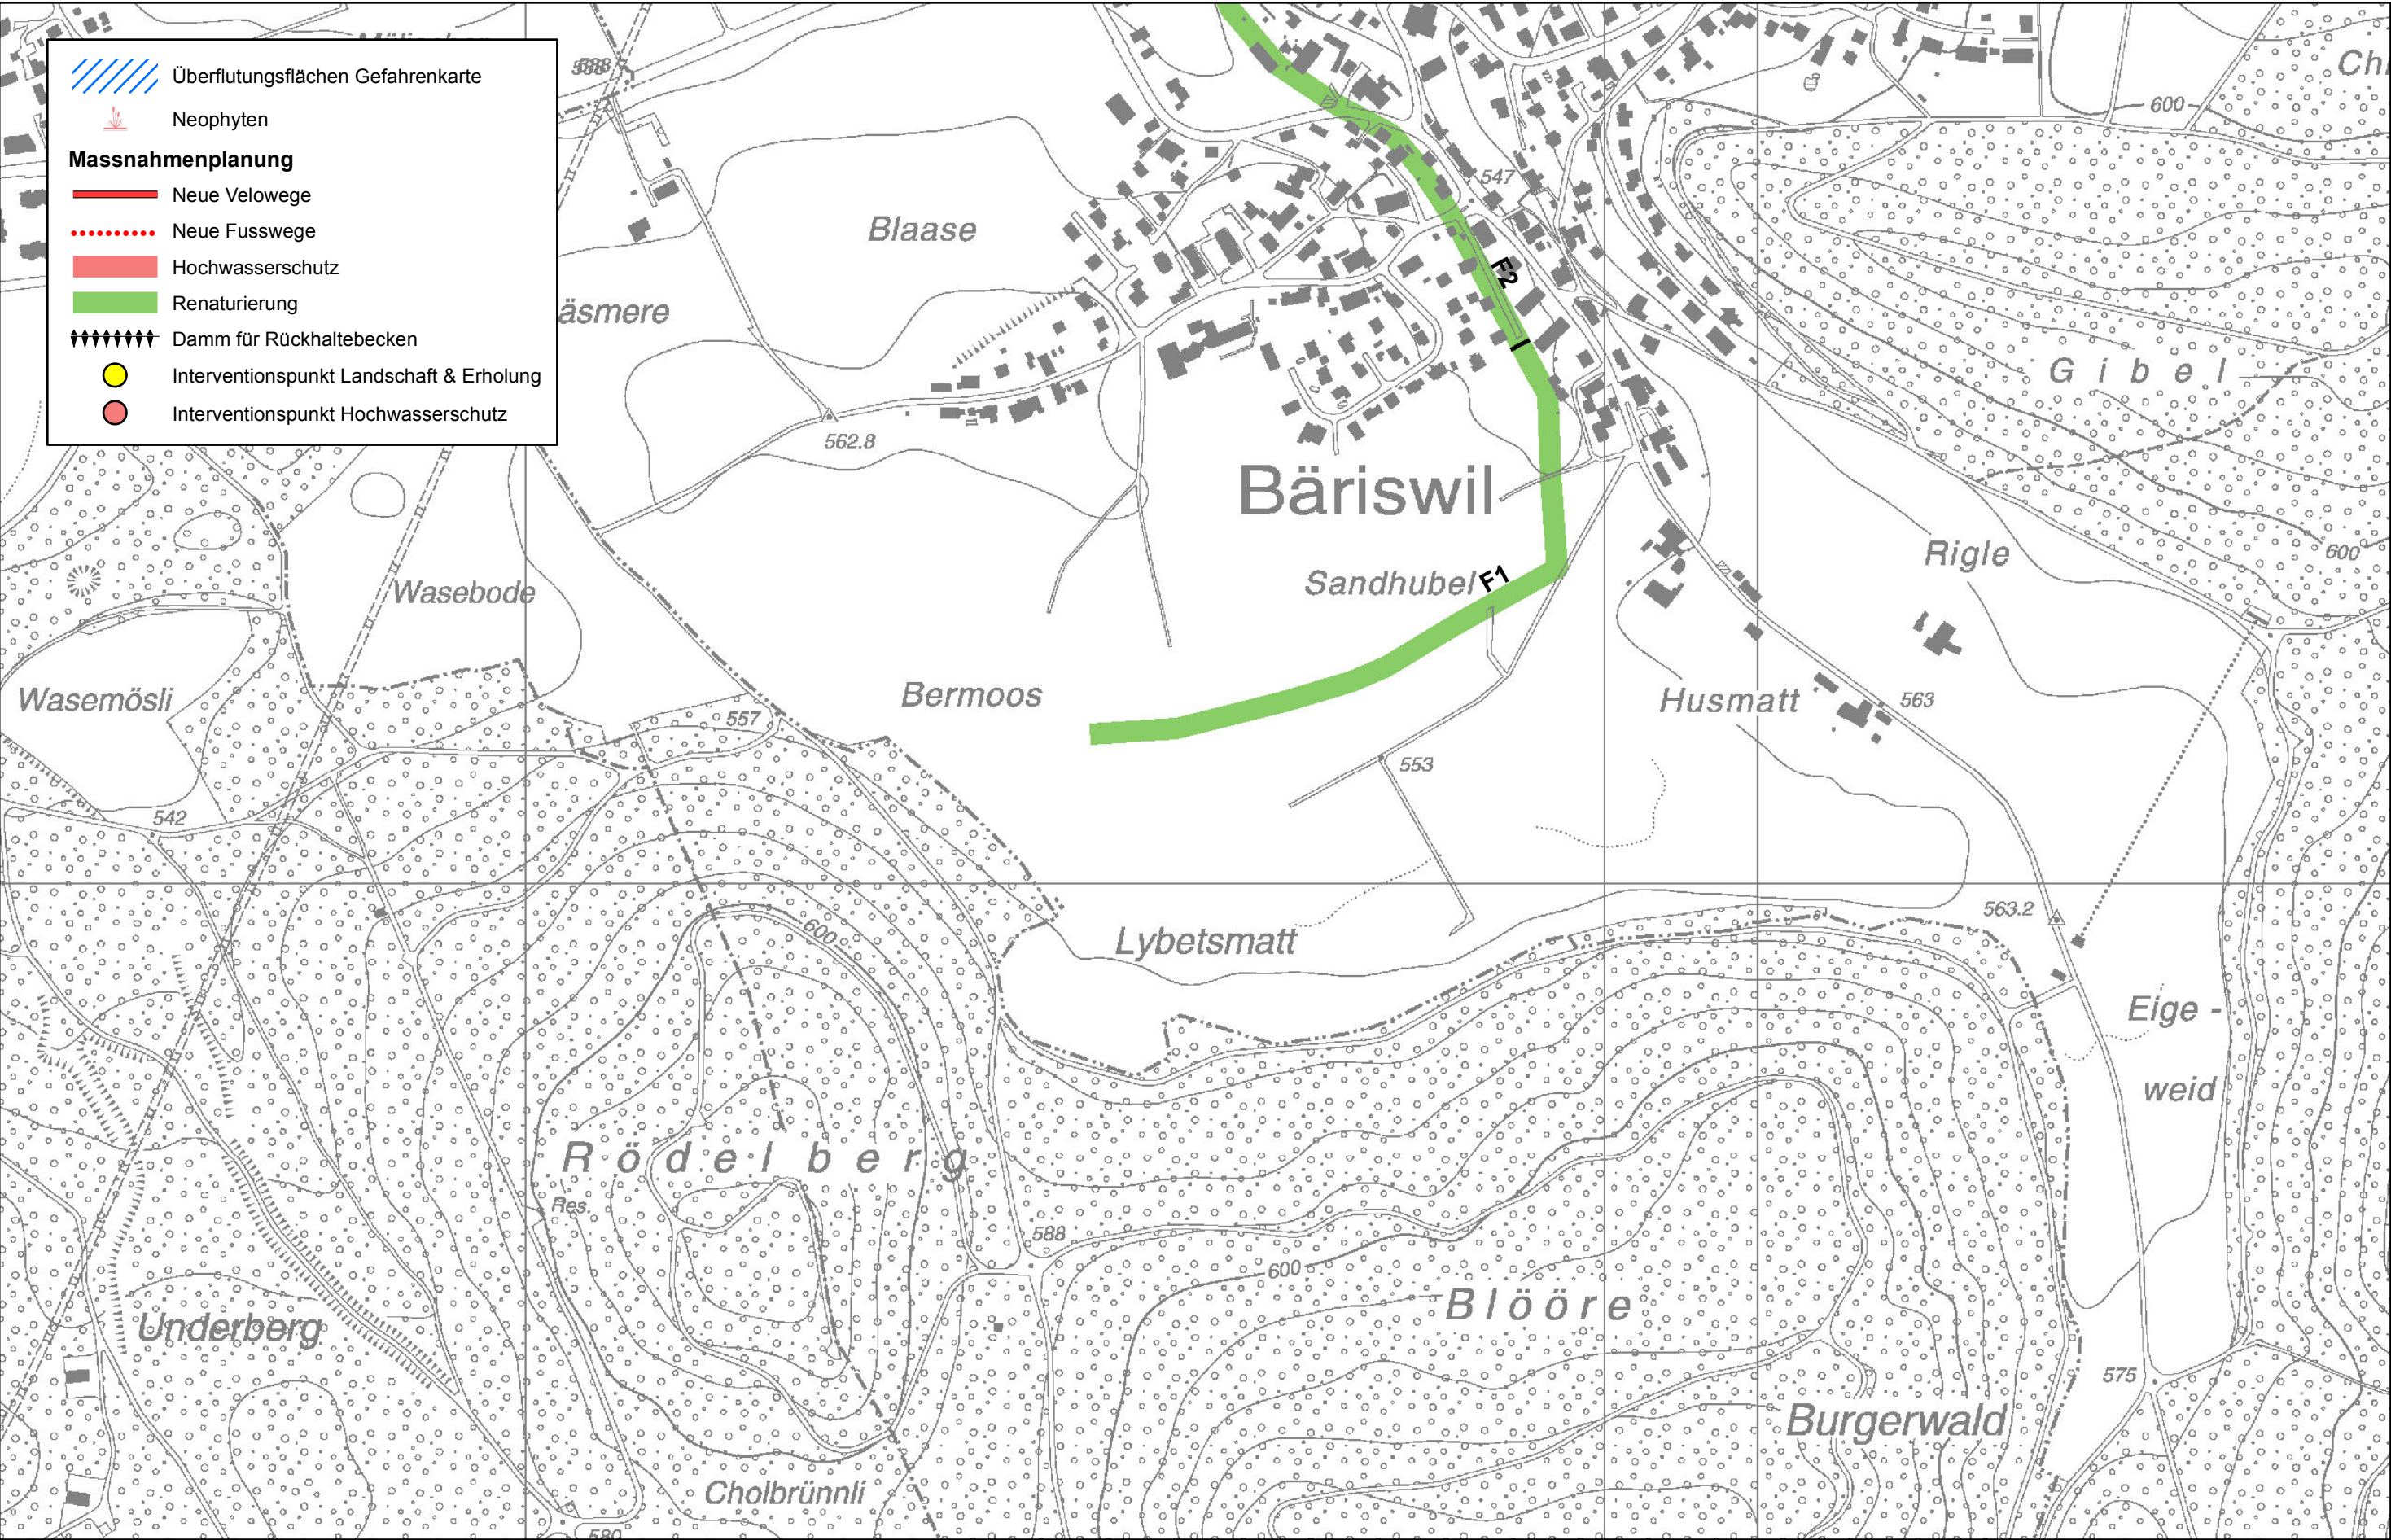 Überflutungsflächen Gefahrenkarte
Neophyten
Massnahmenplanung
Neue Velowege
Neue Fusswege
Hochwasserschutz
Renaturierung
Damm für Rückhaltebecken
Interventionspunkt Landschaft & Erholung
Interventionspunkt Hochwasserschutz
600
547
Blaase
F2
äsmere
Gibel
562.8
Bäriswil
600
Rigle
Sandhubel
F1
Wasebode
Wasemösli
Bermoos
Husmatt
563
557
553
542
563.2
600
Lybetsmatt
Eige -
weid
Rödelberg
Res.
588
600
Blööre
Underberg
575
Burgerwald
Cholbrünnli
580